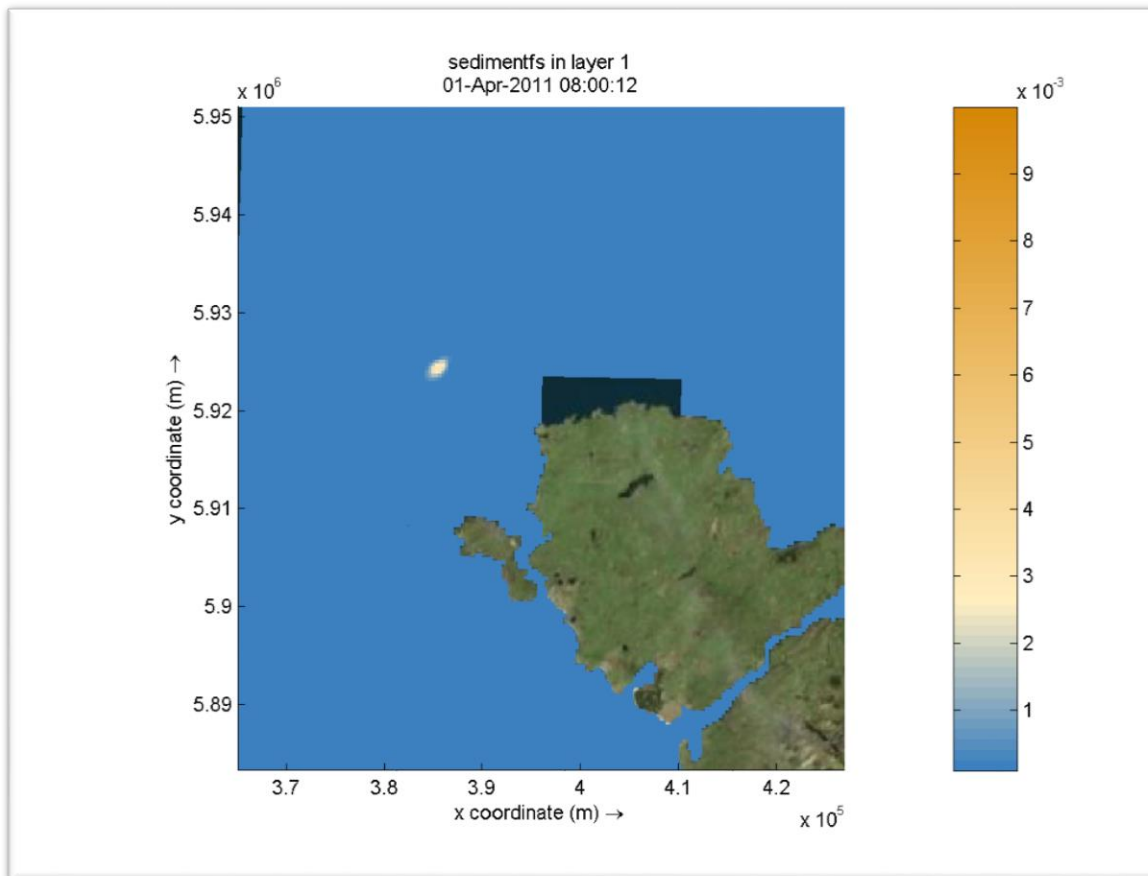 sedimentfs in layer 1
01-Apr-2011 08:00:12
x 10^6
x 10^-3
5.95
5.94
5.93
5.92
5.91
5.9
5.89
y coordinate (m) →
3.7 3.8 3.9 4 4.1 4.2
x coordinate (m) →
x 10^5
9
8
7
6
5
4
3
2
1